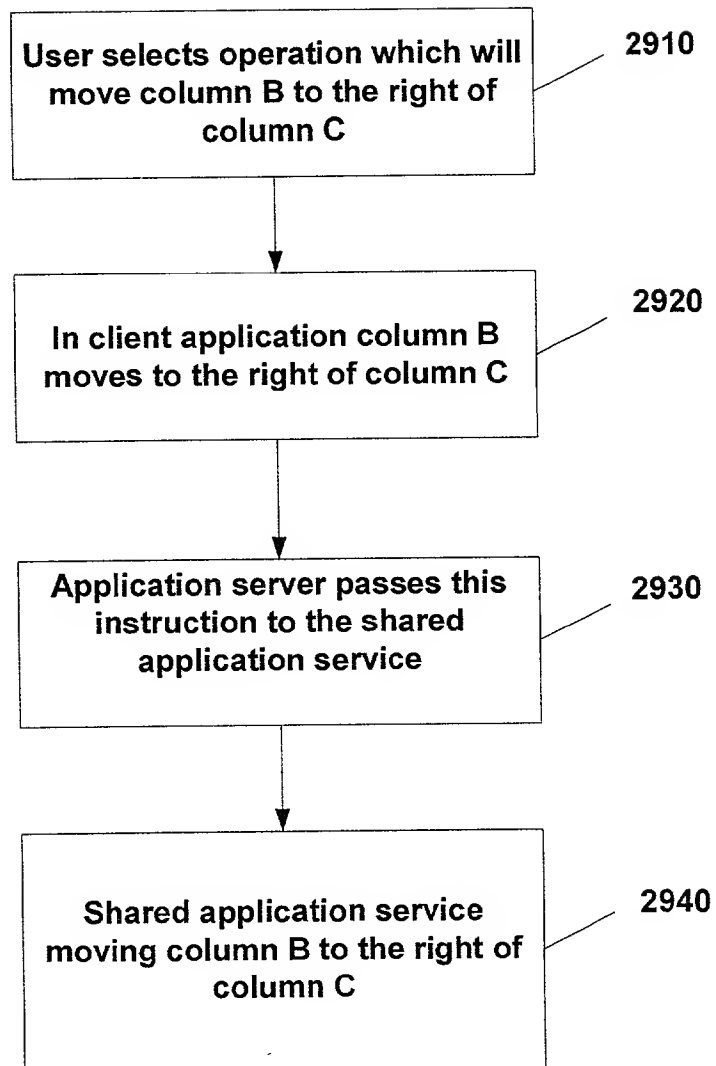 User selects operation which will
move column B to the right of
column C
2910
In client application column B
moves to the right of column C
2920
Application server passes this
instruction to the shared
application service
2930
Shared application service
moving column B to the right of
column C
2940